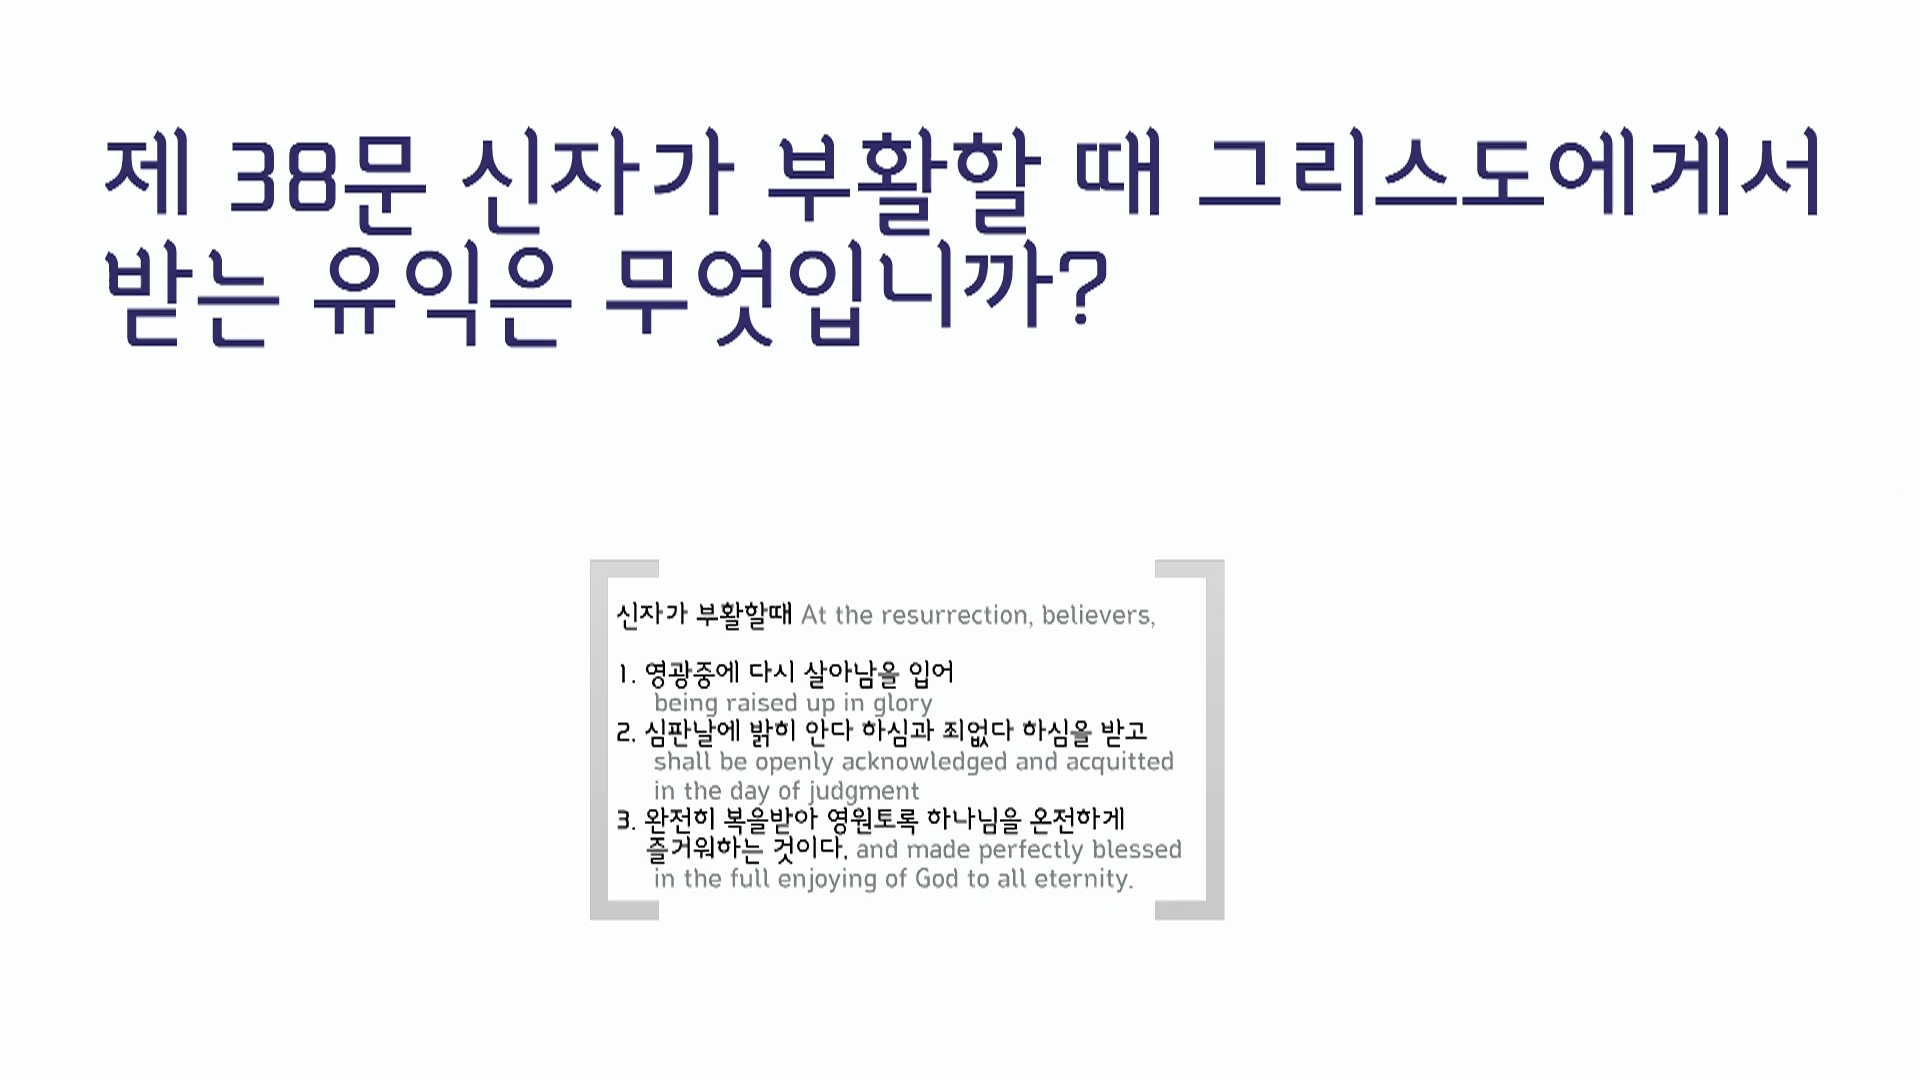 제 38문 신자가 부활할 때 그리스도에게서
받는 유익은 무엇입니까?
신자가 부활할때 At the resurrection, believers,
1. 영광중에 다시 살아남을 입어
being raised up in glory
2. 심판날에 밝히 안다 하심과 죄없다 하심을 받고
shall be openly acknowledged and acquitted
in the day of judgment
3. 완전히 복을받아 영원토록 하나님을 온전하게
즐거워하는 것이다. and made perfectly blessed
in the full enjoying of God to all eternity.